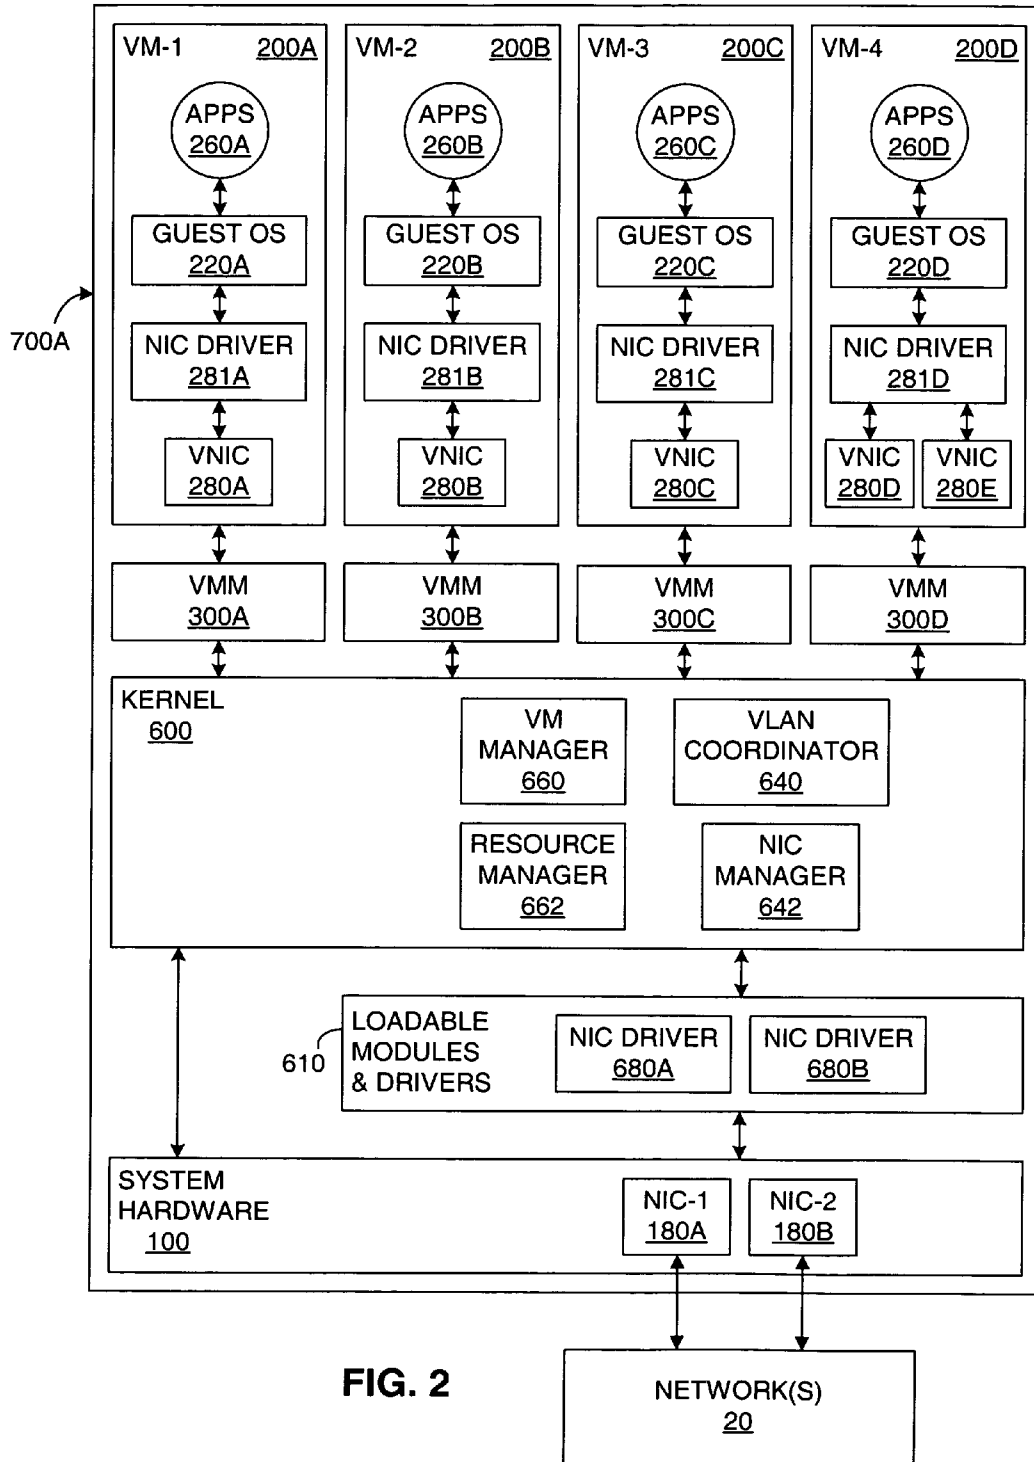 VM-1 200A
APPS
260A
GUEST OS
220A
NIC DRIVER
281A
VNIC
280A
VM-2 200B
APPS
260B
GUEST OS
220B
NIC DRIVER
281B
VNIC
280B
VM-3 200C
APPS
260C
GUEST OS
220C
NIC DRIVER
281C
VNIC
280C
VM-4 200D
APPS
260D
GUEST OS
220D
NIC DRIVER
281D
VNIC
280D
VNIC
280E
700A
VMM
300A
VMM
300B
VMM
300C
VMM
300D
KERNEL
600
VM
MANAGER
660
VLAN
COORDINATOR
640
RESOURCE
MANAGER
662
NIC
MANAGER
642
610
LOADABLE
MODULES
& DRIVERS
NIC DRIVER
680A
NIC DRIVER
680B
SYSTEM
HARDWARE
100
NIC-1
180A
NIC-2
180B
FIG. 2
NETWORK(S)
20